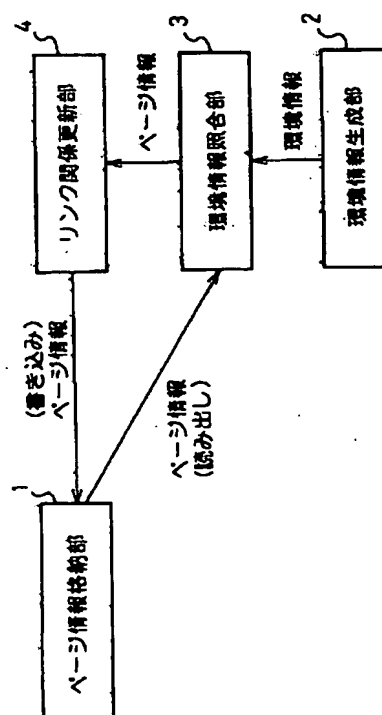 1
ページ情報格納部
(書き込み)
ページ情報
ページ情報
(読み出し)
4
リンク関係更新部
ページ情報
3
環境情報照合部
環境情報
2
環境情報生成部